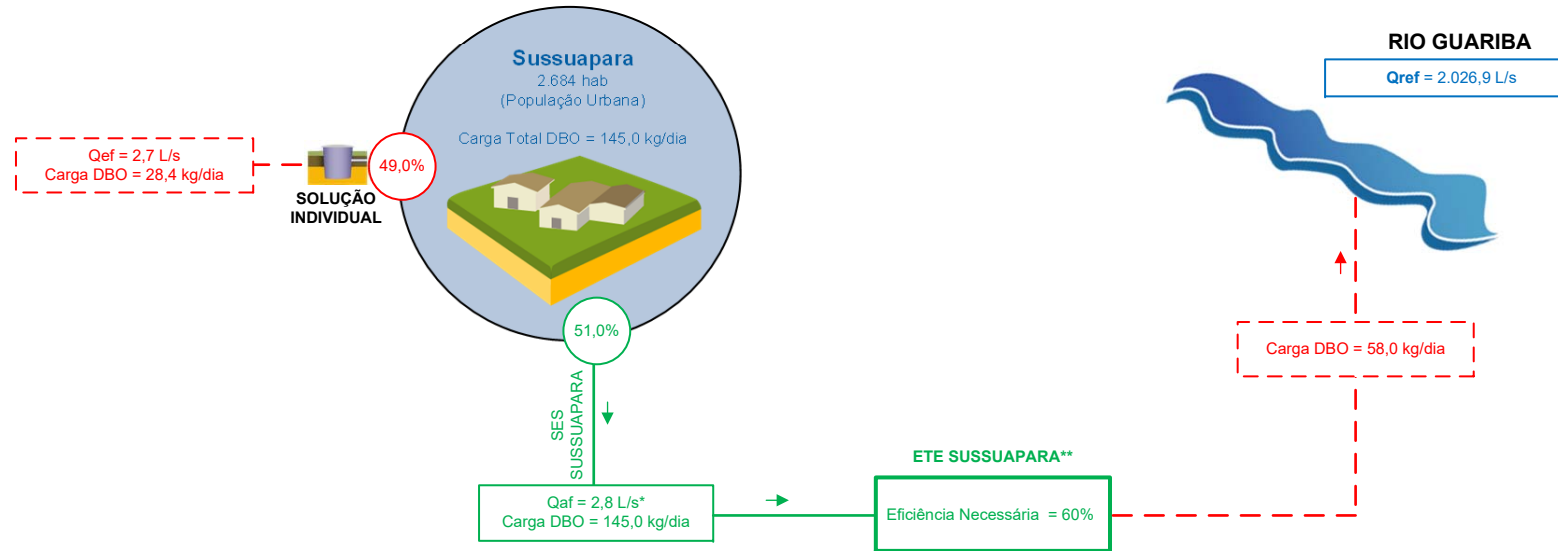 RIO GUARIBA
Qref = 2.026,9 L/s
Sussuapara
2.684 hab
(População Urbana)
Carga Total DBO = 145,0 kg/dia
Qef = 2,7 L/s
Carga DBO = 28,4 kg/dia
49,0%
SOLUÇÃO
INDIVIDUAL
51,0%
SES
SUSSUAPARA
Carga DBO = 58,0 kg/dia
ETE SUSSUAPARA**
Qaf = 2,8 L/s*
Carga DBO = 145,0 kg/dia
Eficiência Necessária = 60%